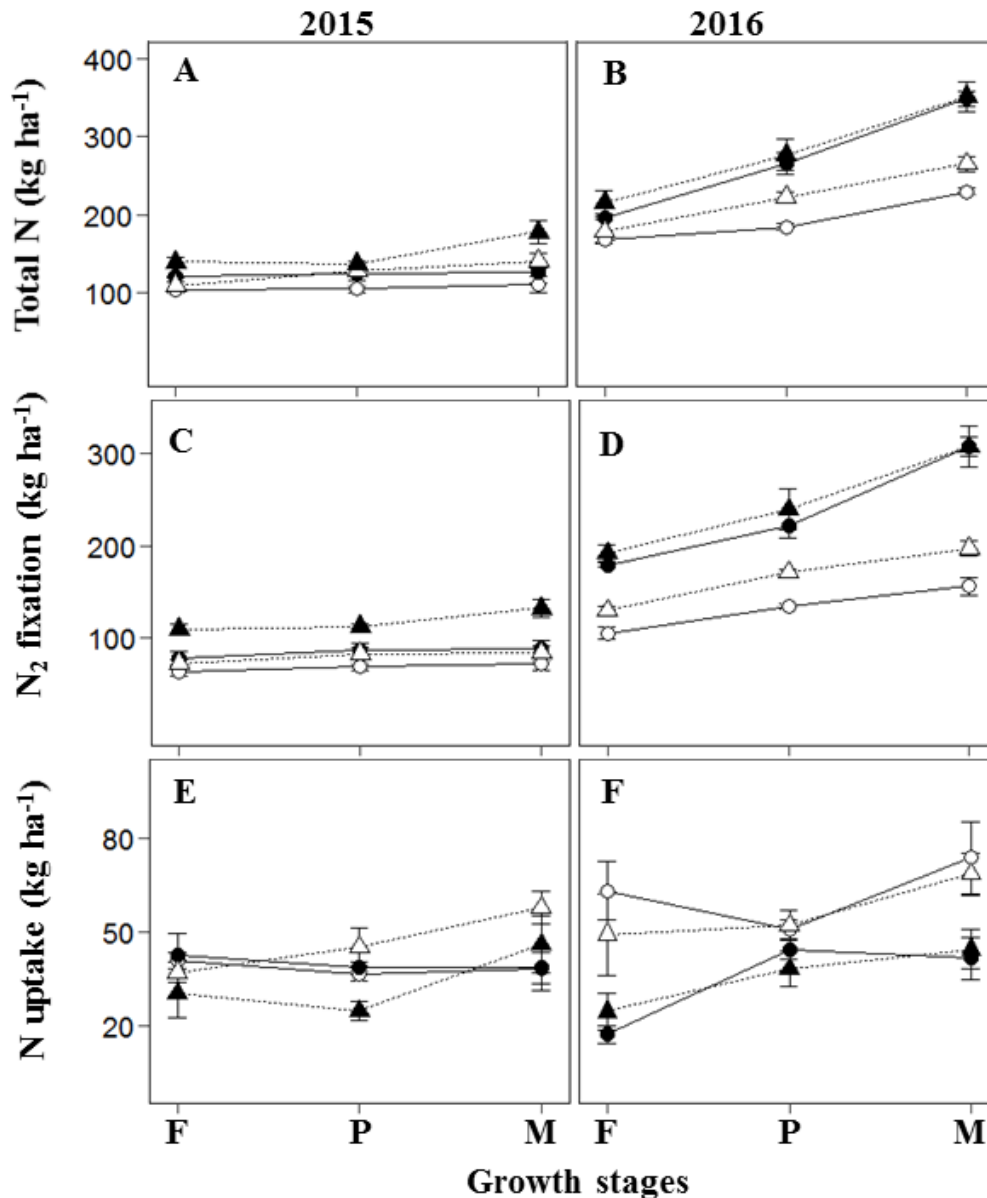 2015 2016
A B
400
300
200
100
Total N (kg ha⁻¹)
C D
300
200
100
N₂ fixation (kg ha⁻¹)
E F
80
50
20
N uptake (kg ha⁻¹)
F P M F P M
Growth stages